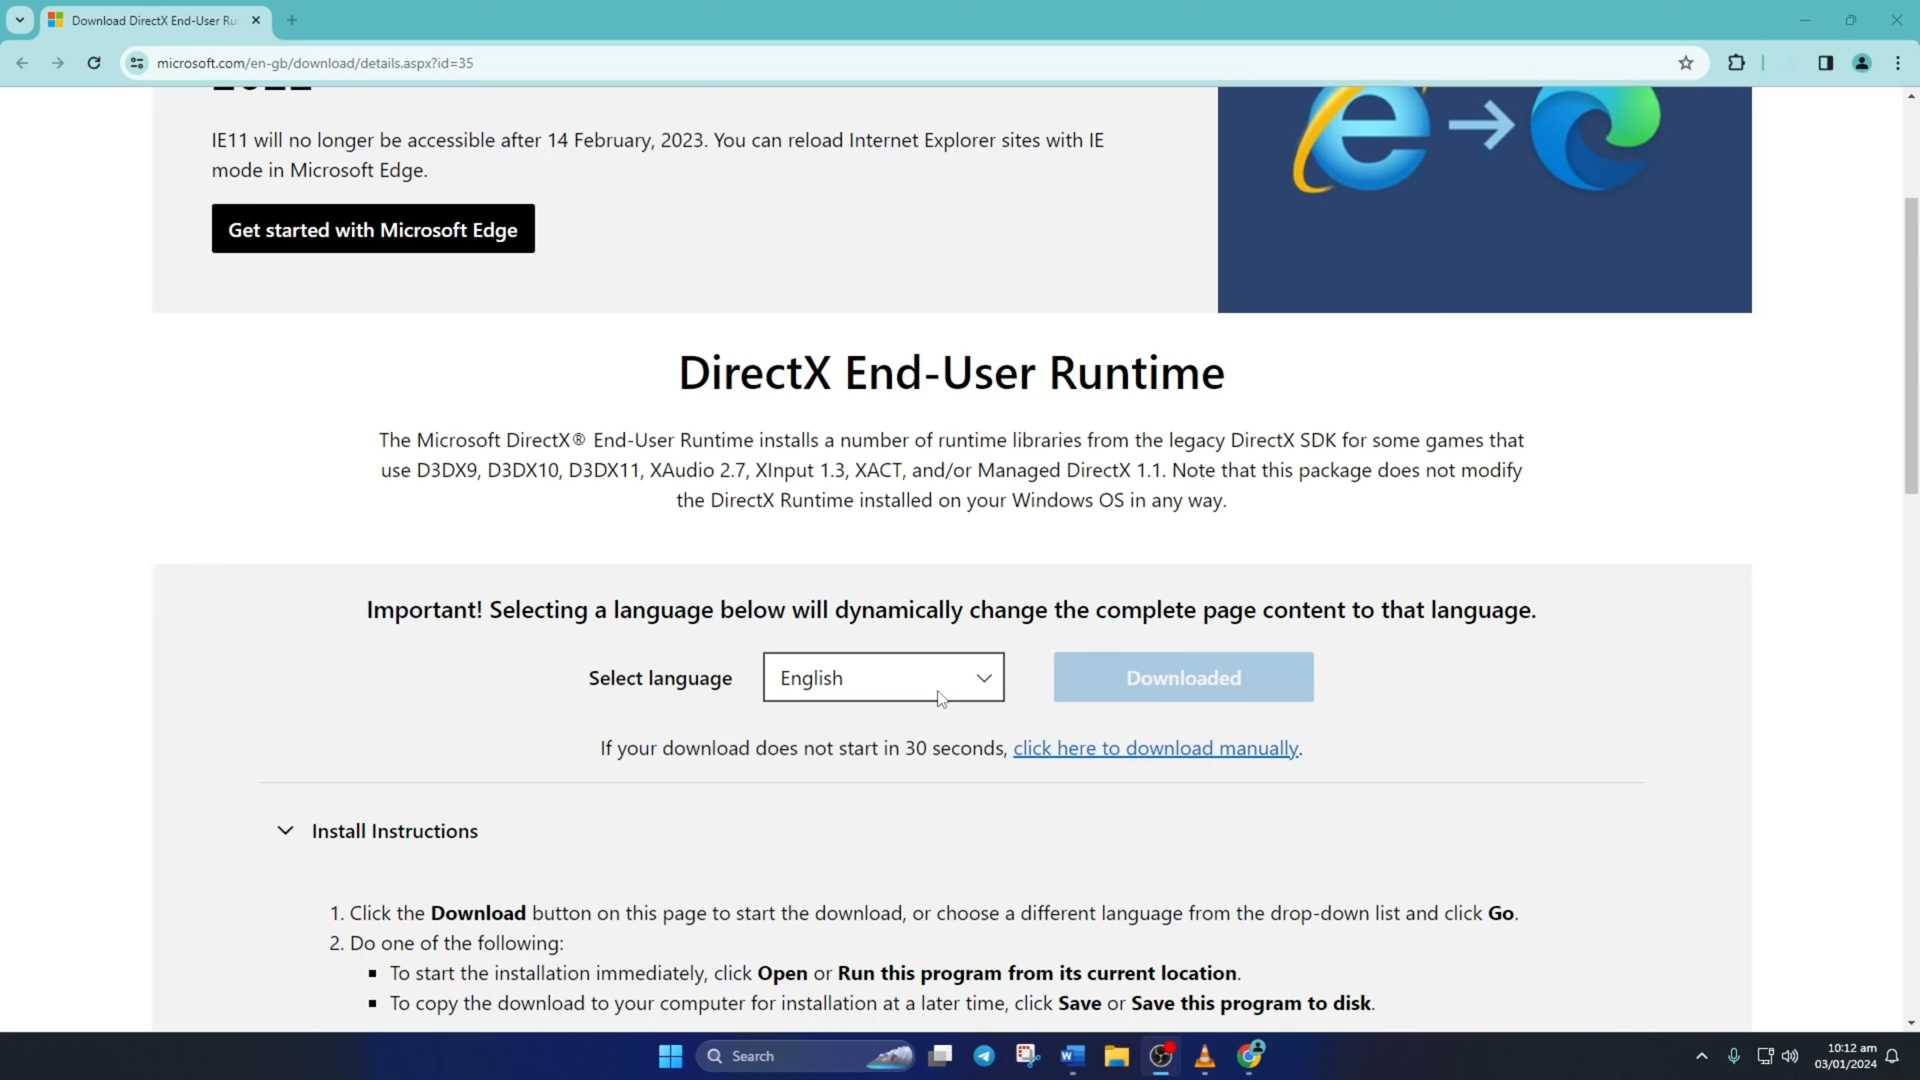 Download DirectX End-User Ru
microsoft.com/en-gb/download/details.aspx?id=35
IE11 will no longer be accessible after 14 February, 2023. You can reload Internet Explorer sites with IE
mode in Microsoft Edge.
Get started with Microsoft Edge
DirectX End-User Runtime
The Microsoft DirectX® End-User Runtime installs a number of runtime libraries from the legacy DirectX SDK for some games that
use D3DX9, D3DX10, D3DX11, XAudio 2.7, XInput 1.3, XACT, and/or Managed DirectX 1.1. Note that this package does not modify
the DirectX Runtime installed on your Windows OS in any way.
Important! Selecting a language below will dynamically change the complete page content to that language.
Select language English Downloaded
If your download does not start in 30 seconds, click here to download manually.
Install Instructions
1. Click the Download button on this page to start the download, or choose a different language from the drop-down list and click Go.
2. Do one of the following:
▪ To start the installation immediately, click Open or Run this program from its current location.
▪ To copy the download to your computer for installation at a later time, click Save or Save this program to disk.
Search
10:12 am
03/01/2024